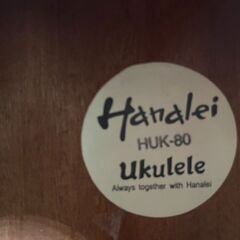 Hanalei
HUK-80
Ukulele
Always together with Hanalei